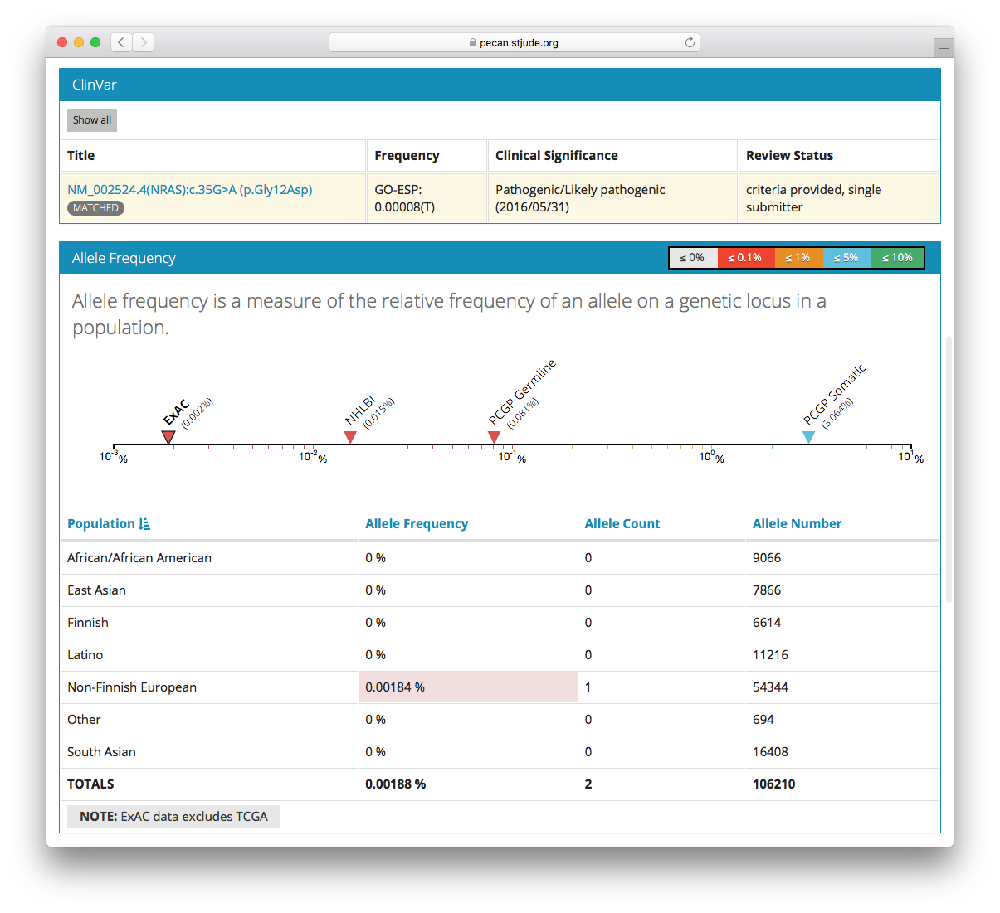 pecan.stjude.org
ClinVar
Show all
Title Frequency Clinical Significance Review Status
NM_002524.4(NRAS):c.35G>A (p.Gly12Asp) GO-ESP: Pathogenic/Likely pathogenic criteria provided, single
MATCHED 0.00008(T) (2016/05/31) submitter
Allele Frequency ≤ 0% ≤ 0.1% ≤ 1% ≤ 5% ≤ 10%
Allele frequency is a measure of the relative frequency of an allele on a genetic locus in a
population.
ExAC
(0.002%)
NHLBI
(0.015%)
PCGP Germline
(0.081%)
PCGP Somatic
(3.064%)
10⁻³% 10⁻²% 10⁻¹% 10⁰% 10¹%
Population Allele Frequency Allele Count Allele Number
African/African American 0 % 0 9066
East Asian 0 % 0 7866
Finnish 0 % 0 6614
Latino 0 % 0 11216
Non-Finnish European 0.00184 % 1 54344
Other 0 % 0 694
South Asian 0 % 0 16408
TOTALS 0.00188 % 2 106210
NOTE: ExAC data excludes TCGA